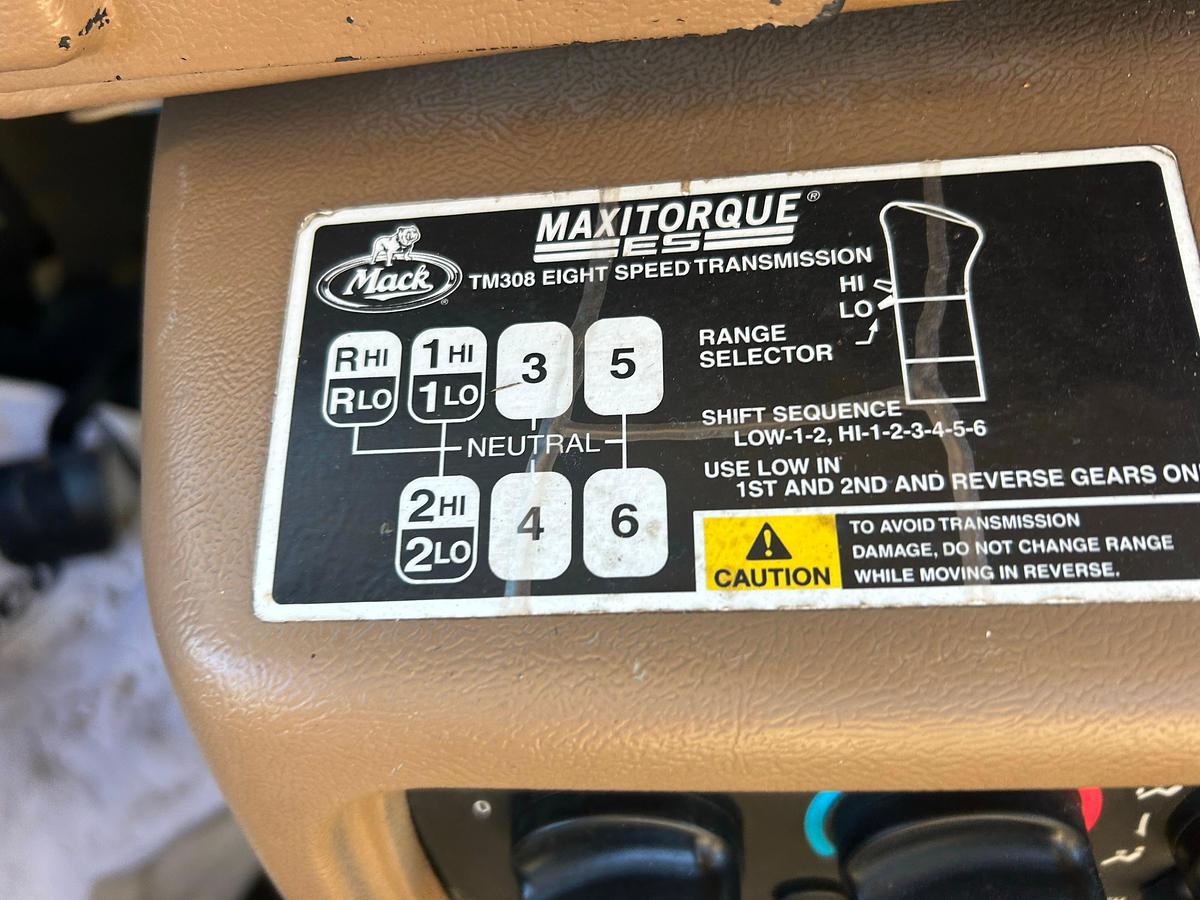 MAXITORQUE®
ES
Mack®
TM308 EIGHT SPEED TRANSMISSION
HI
LO
RANGE
SELECTOR
R HI 1 HI 3 5
R LO 1 LO
NEUTRAL
2 HI 4 6
2 LO
SHIFT SEQUENCE
LOW-1-2, HI-1-2-3-4-5-6
USE LOW IN
1ST AND 2ND AND REVERSE GEARS
CAUTION
TO AVOID TRANSMISSION
DAMAGE, DO NOT CHANGE RANGE
WHILE MOVING IN REVERSE.
0